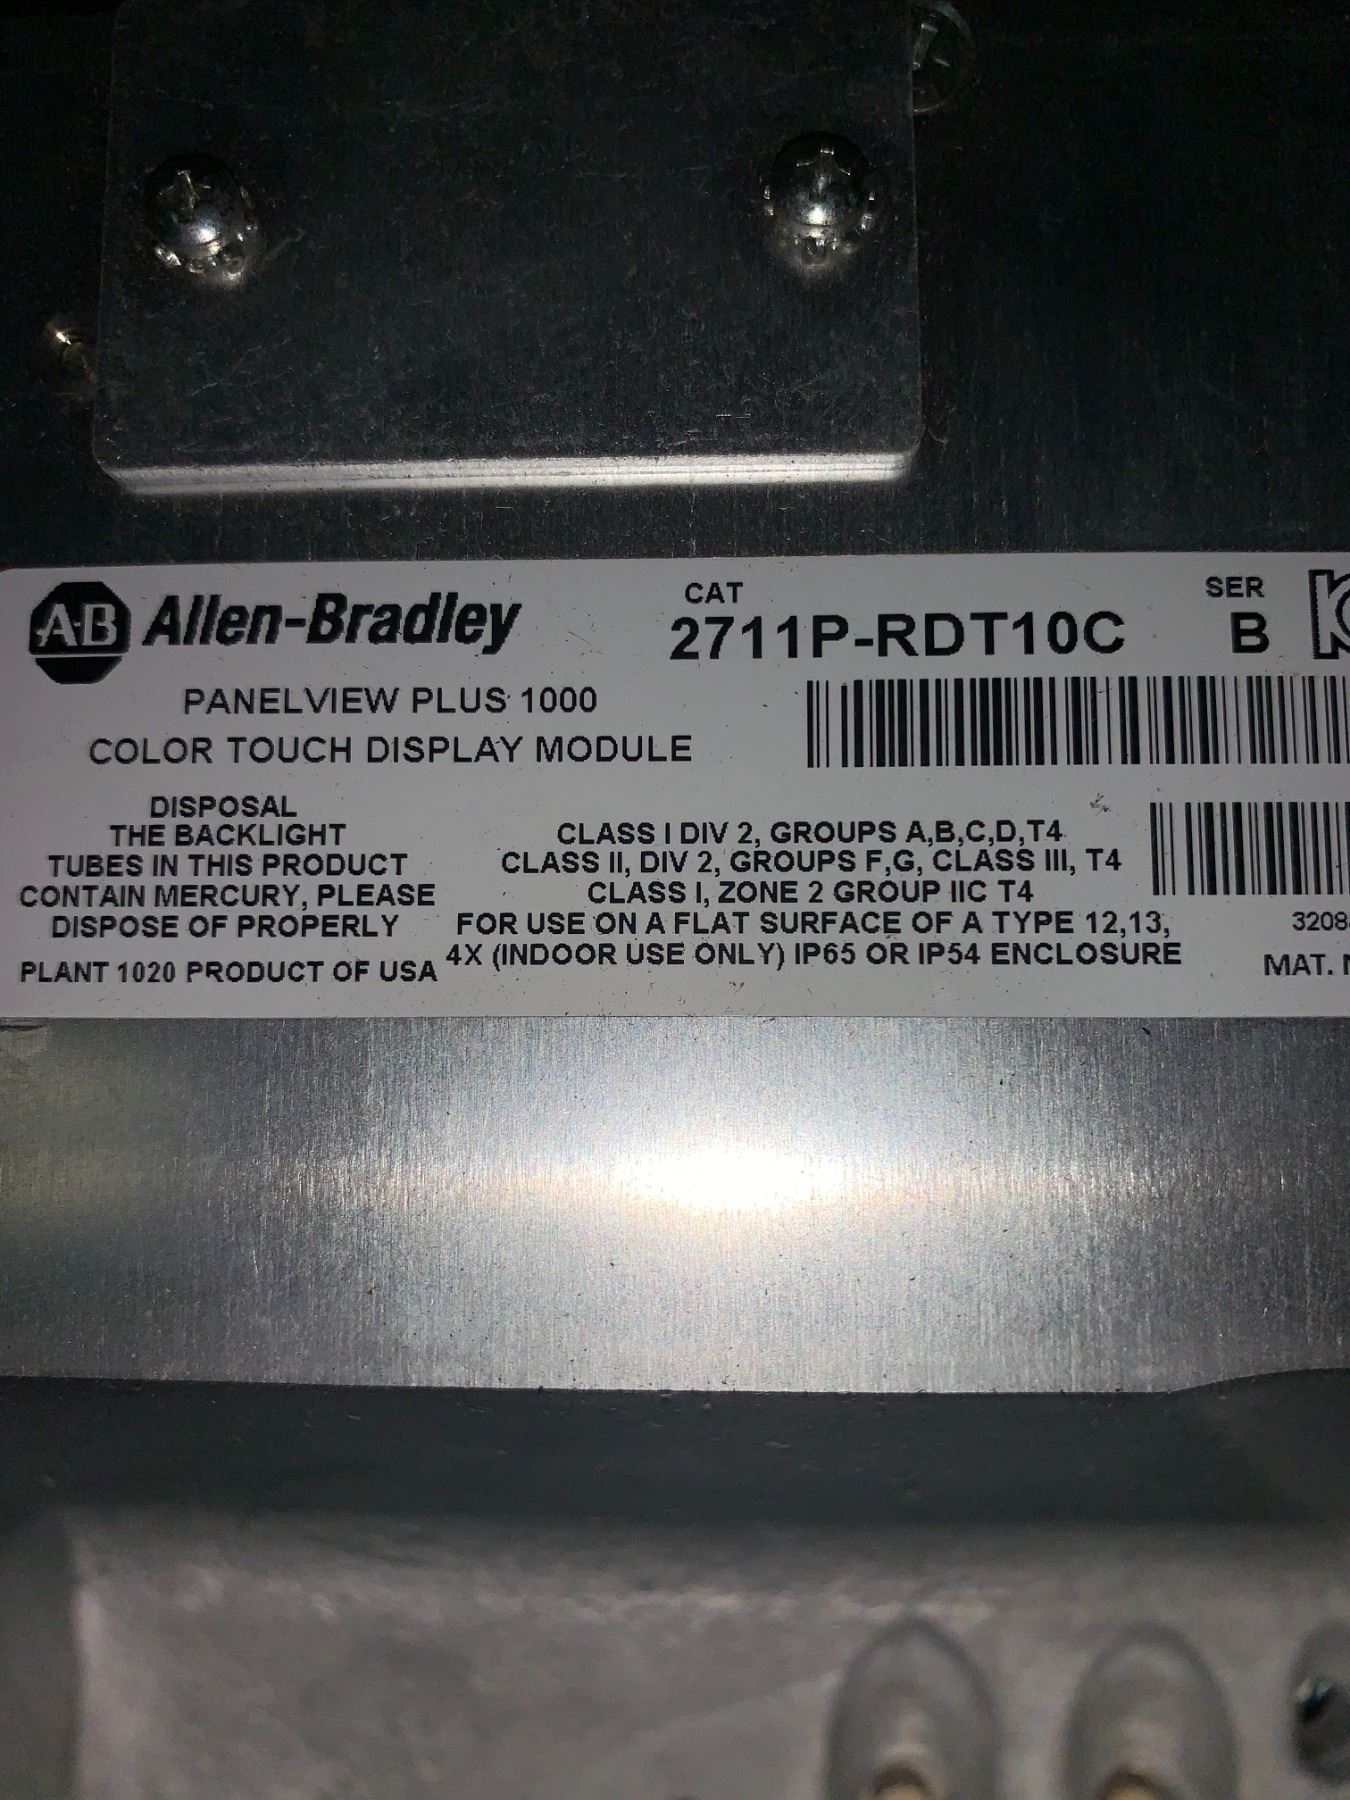 AB Allen-Bradley
CAT
2711P-RDT10C
SER
B
PANELVIEW PLUS 1000
COLOR TOUCH DISPLAY MODULE
DISPOSAL
THE BACKLIGHT
TUBES IN THIS PRODUCT
CONTAIN MERCURY, PLEASE
DISPOSE OF PROPERLY
PLANT 1020 PRODUCT OF USA
CLASS I DIV 2, GROUPS A,B,C,D,T4
CLASS II, DIV 2, GROUPS F,G, CLASS III, T4
CLASS I, ZONE 2 GROUP IIC T4
FOR USE ON A FLAT SURFACE OF A TYPE 12,13,
4X (INDOOR USE ONLY) IP65 OR IP54 ENCLOSURE
3208
MAT.